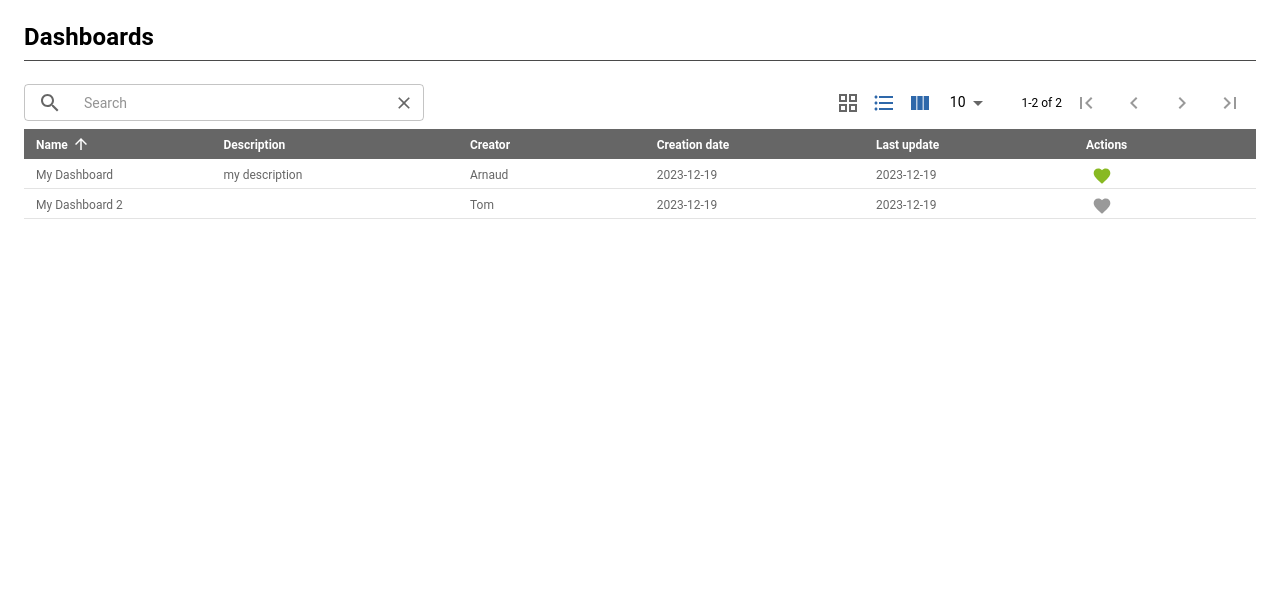 Dashboards
Search
10
1-2 of 2
Name Description Creator Creation date Last update Actions
My Dashboard my description Arnaud 2023-12-19 2023-12-19
My Dashboard 2 Tom 2023-12-19 2023-12-19